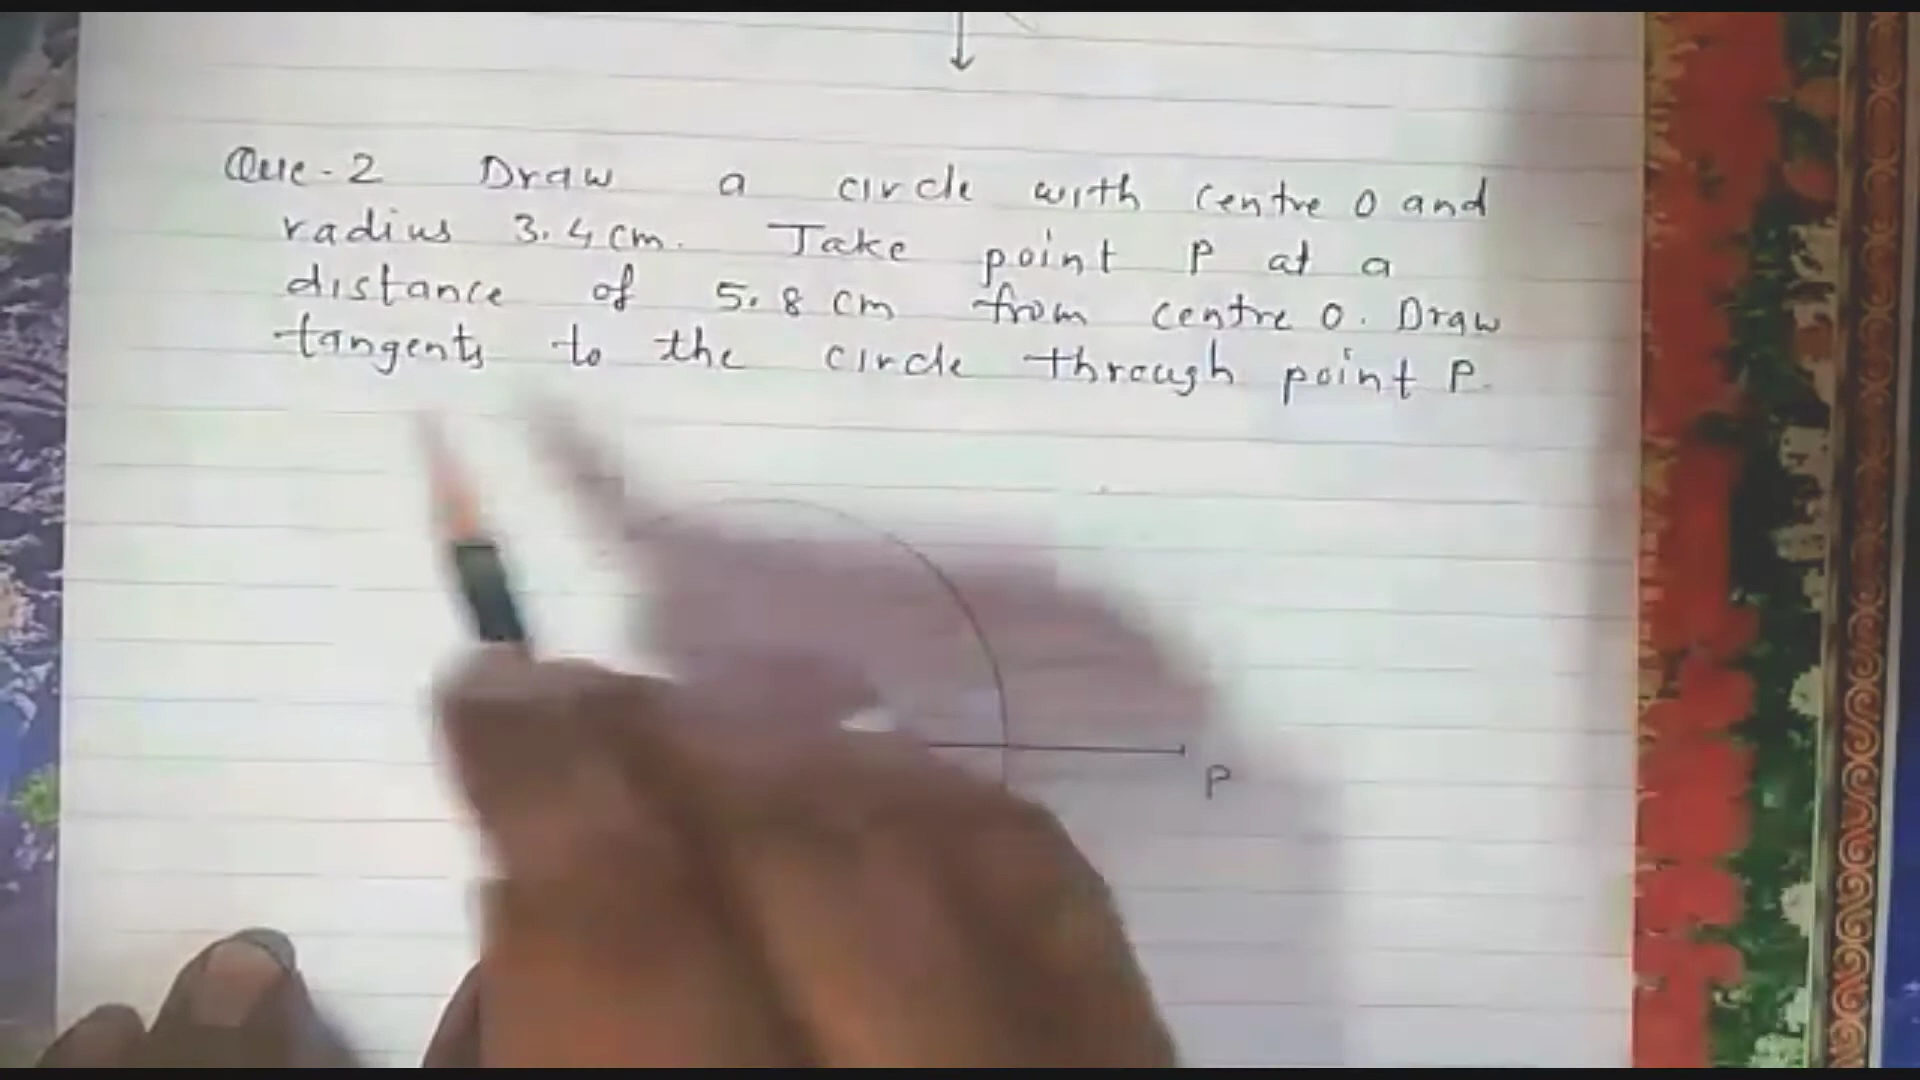 Que-2 Draw a circle with centre O and
radius 3.4 cm. Take point P at a
distance of 5.8 cm from centre O. Draw
tangents to the circle through point P.
P